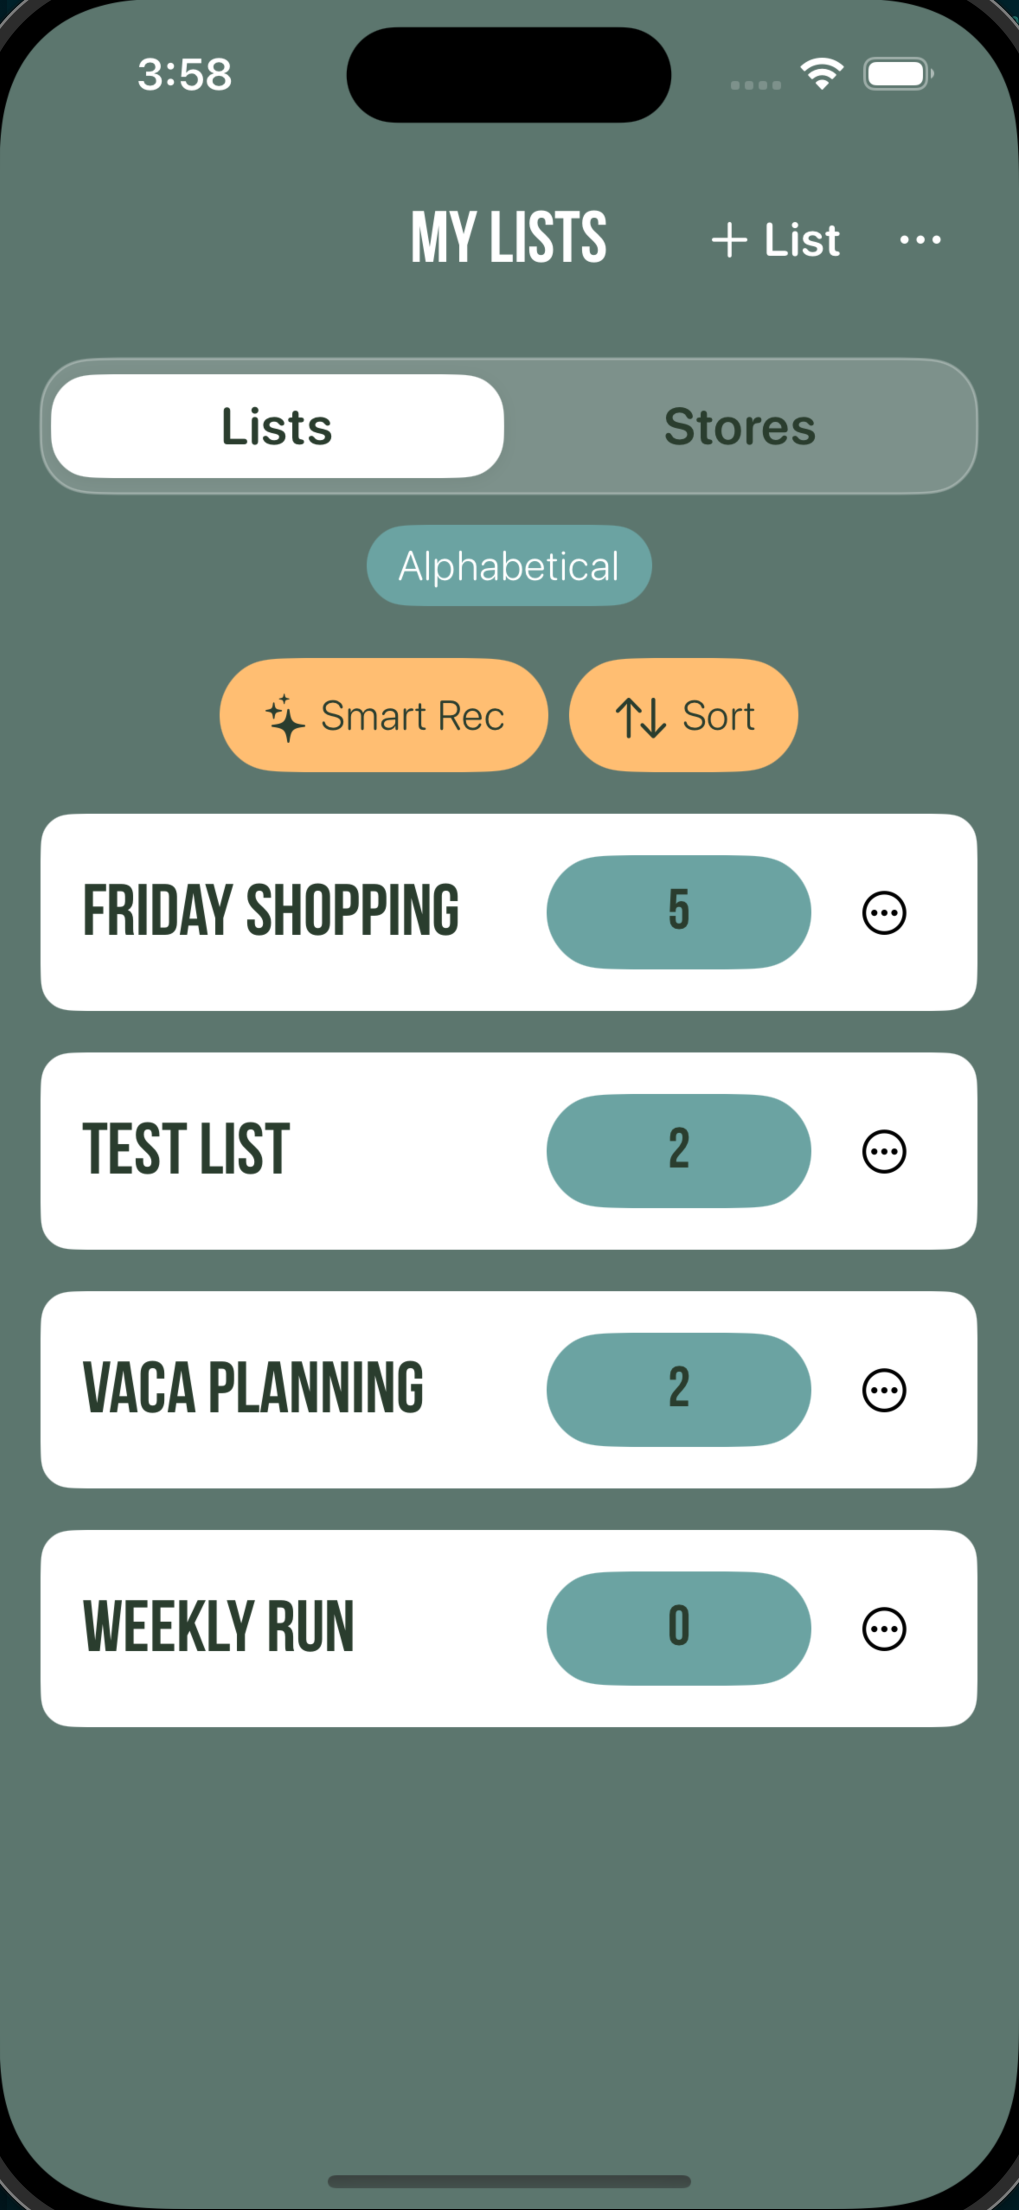 3:58
MY LISTS
+ List
Lists
Stores
Alphabetical
Smart Rec
Sort
FRIDAY SHOPPING
5
TEST LIST
2
VACA PLANNING
2
WEEKLY RUN
0